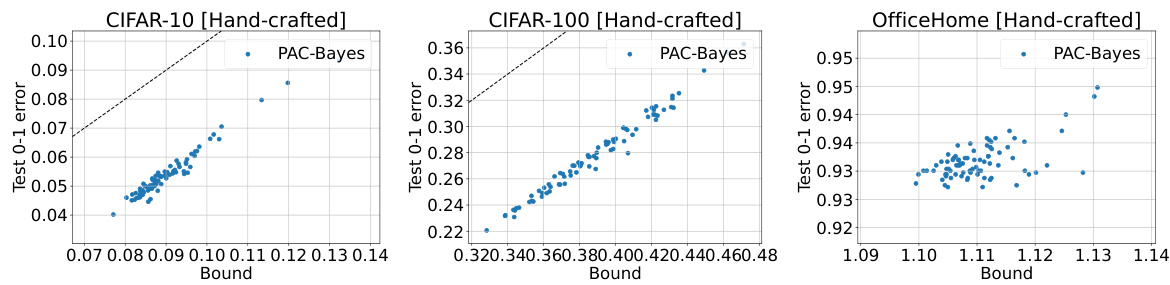 CIFAR-10 [Hand-crafted]
0.10
0.09
0.08
0.07
0.06
0.05
0.04
Test 0-1 error
PAC-Bayes
0.07 0.08 0.09 0.10 0.11 0.12 0.13 0.14
Bound
CIFAR-100 [Hand-crafted]
0.36
0.34
0.32
0.30
0.28
0.26
0.24
0.22
Test 0-1 error
PAC-Bayes
0.32 0.34 0.36 0.38 0.40 0.42 0.44 0.46 0.48
Bound
OfficeHome [Hand-crafted]
0.95
0.95
0.94
0.94
0.93
0.93
0.92
Test 0-1 error
PAC-Bayes
1.09 1.10 1.11 1.12 1.13 1.14
Bound